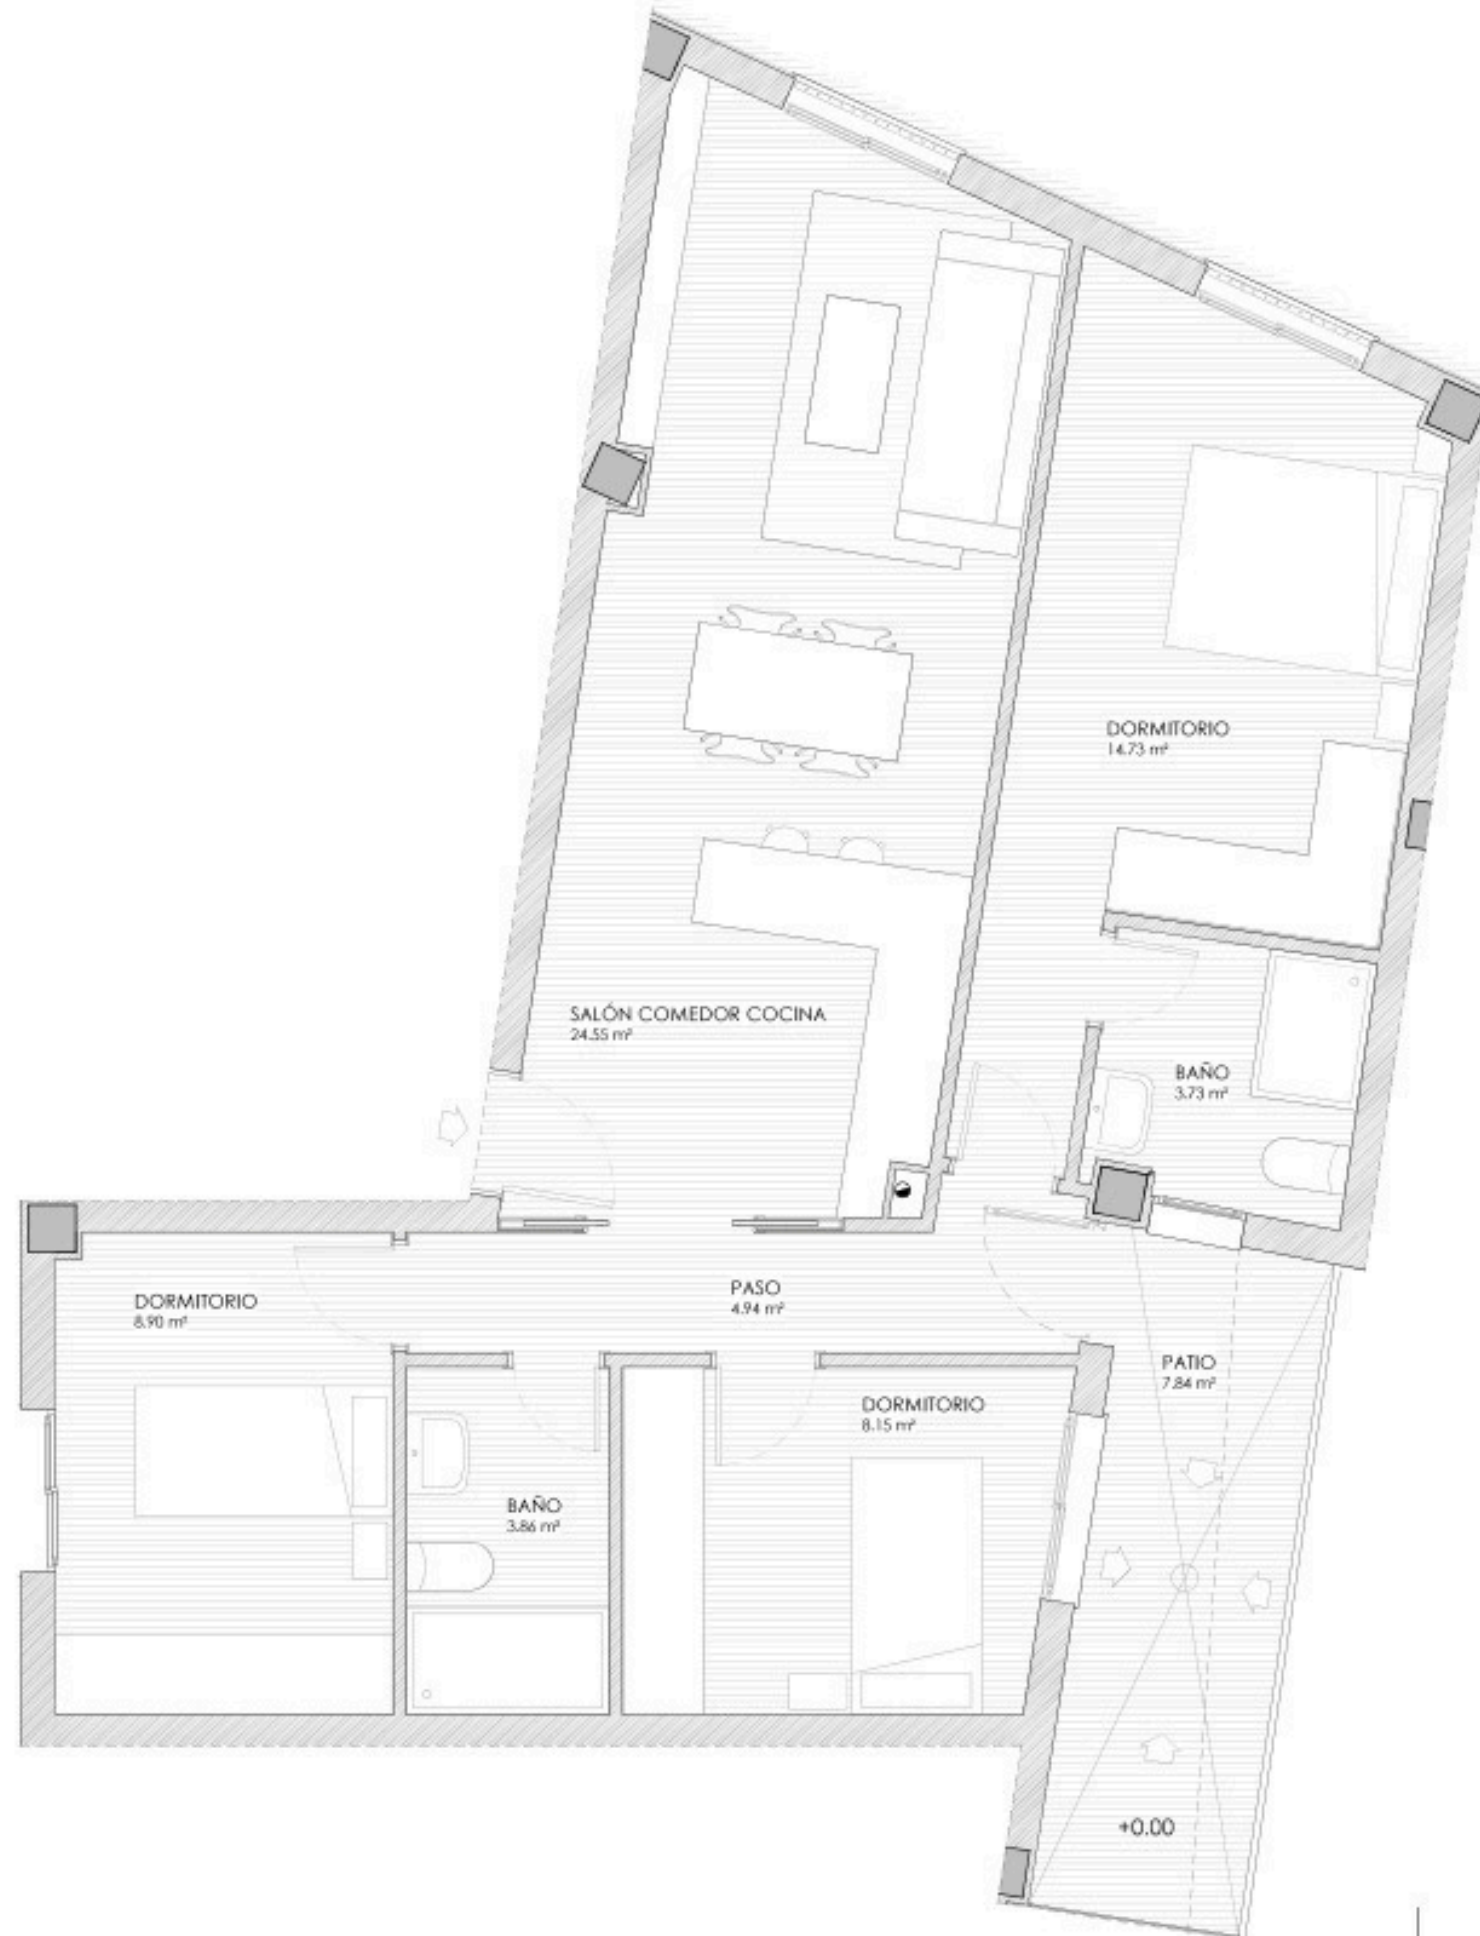 DORMITORIO
14.73 m²
SALÓN COMEDOR COCINA
24.55 m²
BAÑO
3.73 m²
DORMITORIO
8.90 m²
PASO
4.94 m²
PATIO
7.84 m²
DORMITORIO
8.15 m²
BAÑO
3.86 m²
+0.00